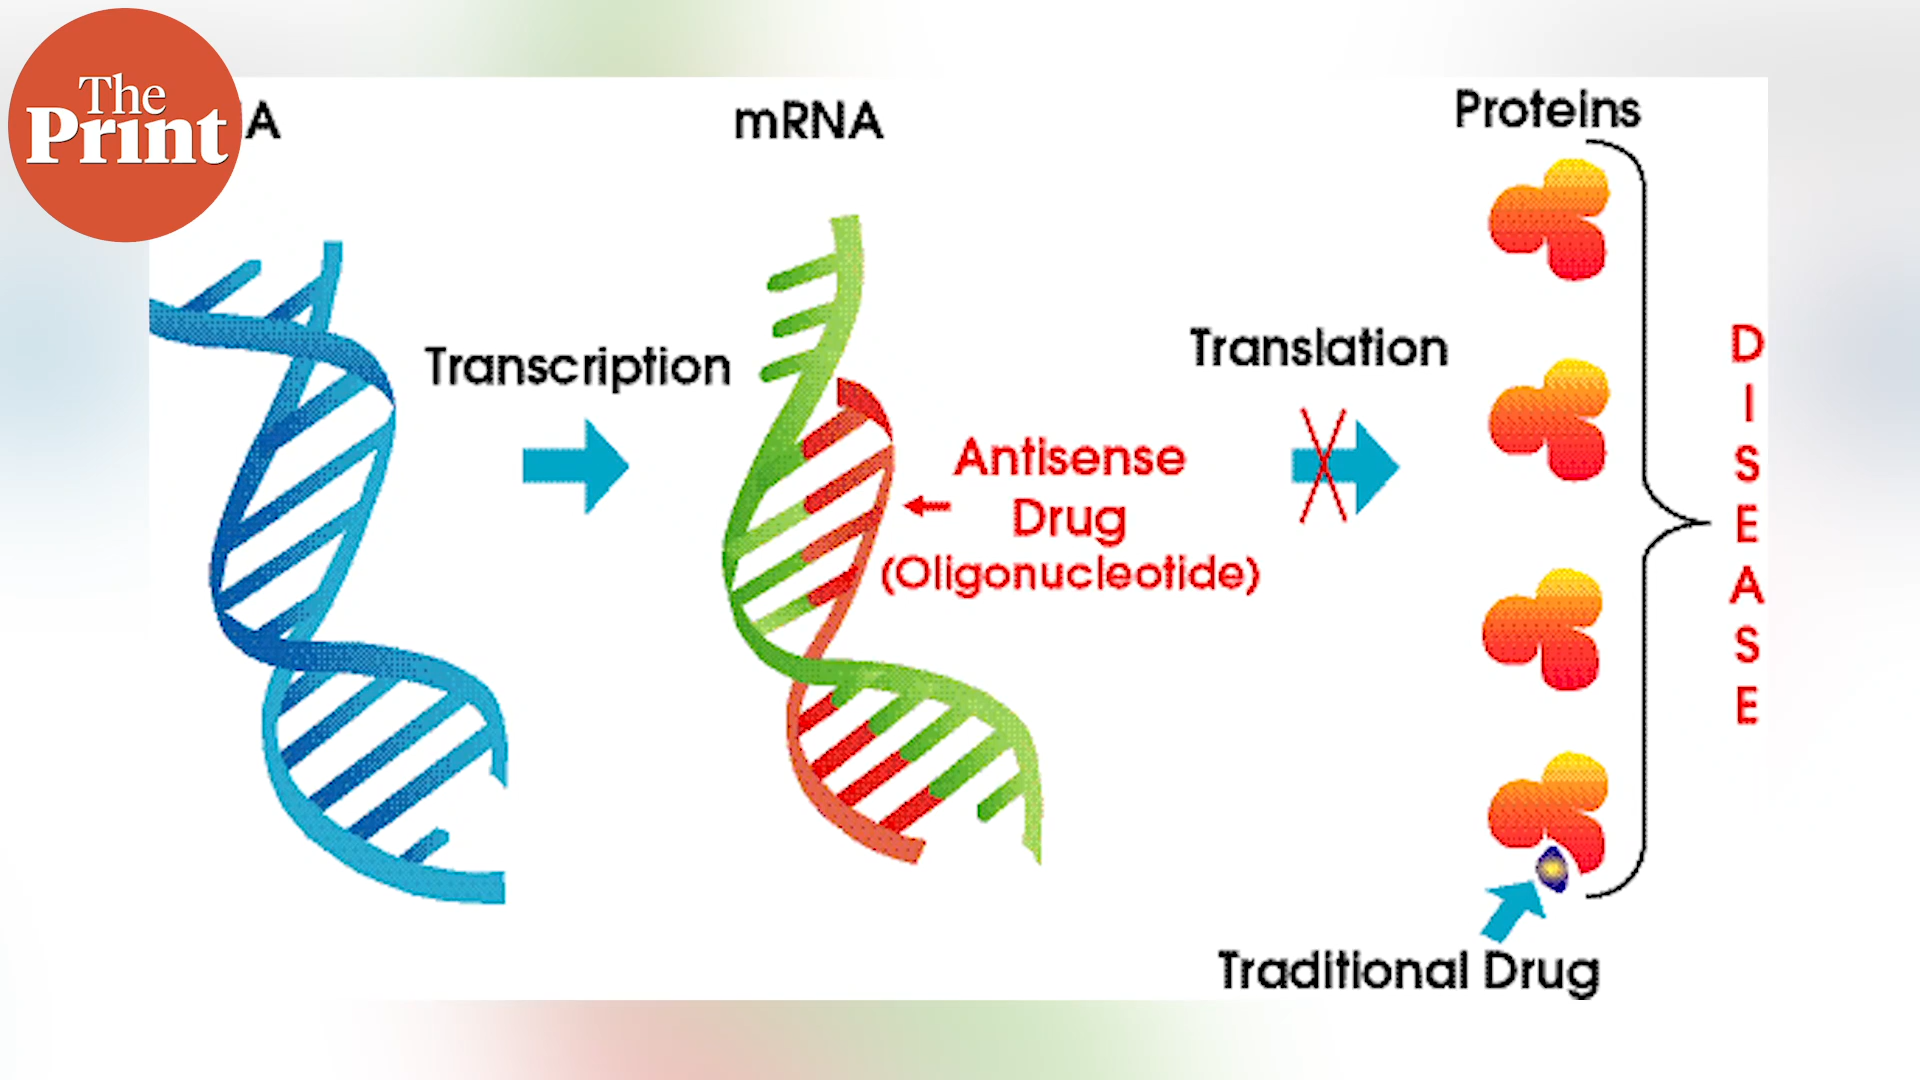 The
Print
A
mRNA
Proteins
Transcription
Translation
Antisense
Drug
(Oligonucleotide)
D
I
S
E
A
S
E
Traditional Drug